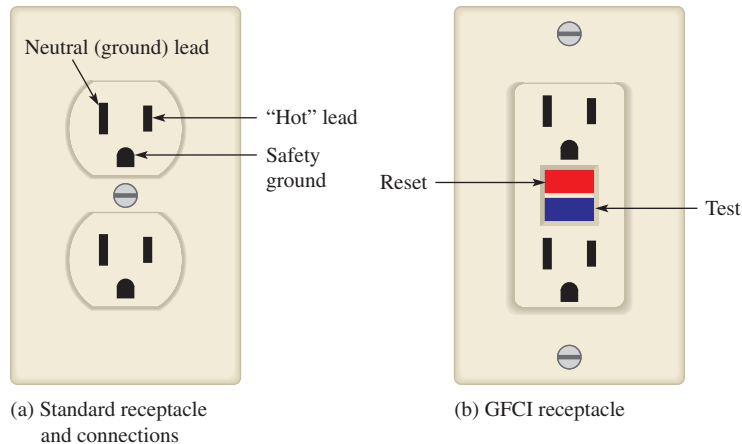 Neutral (ground) lead
“Hot” lead
Safety
ground
(a) Standard receptacle
and connections
Reset
Test
(b) GFCI receptacle